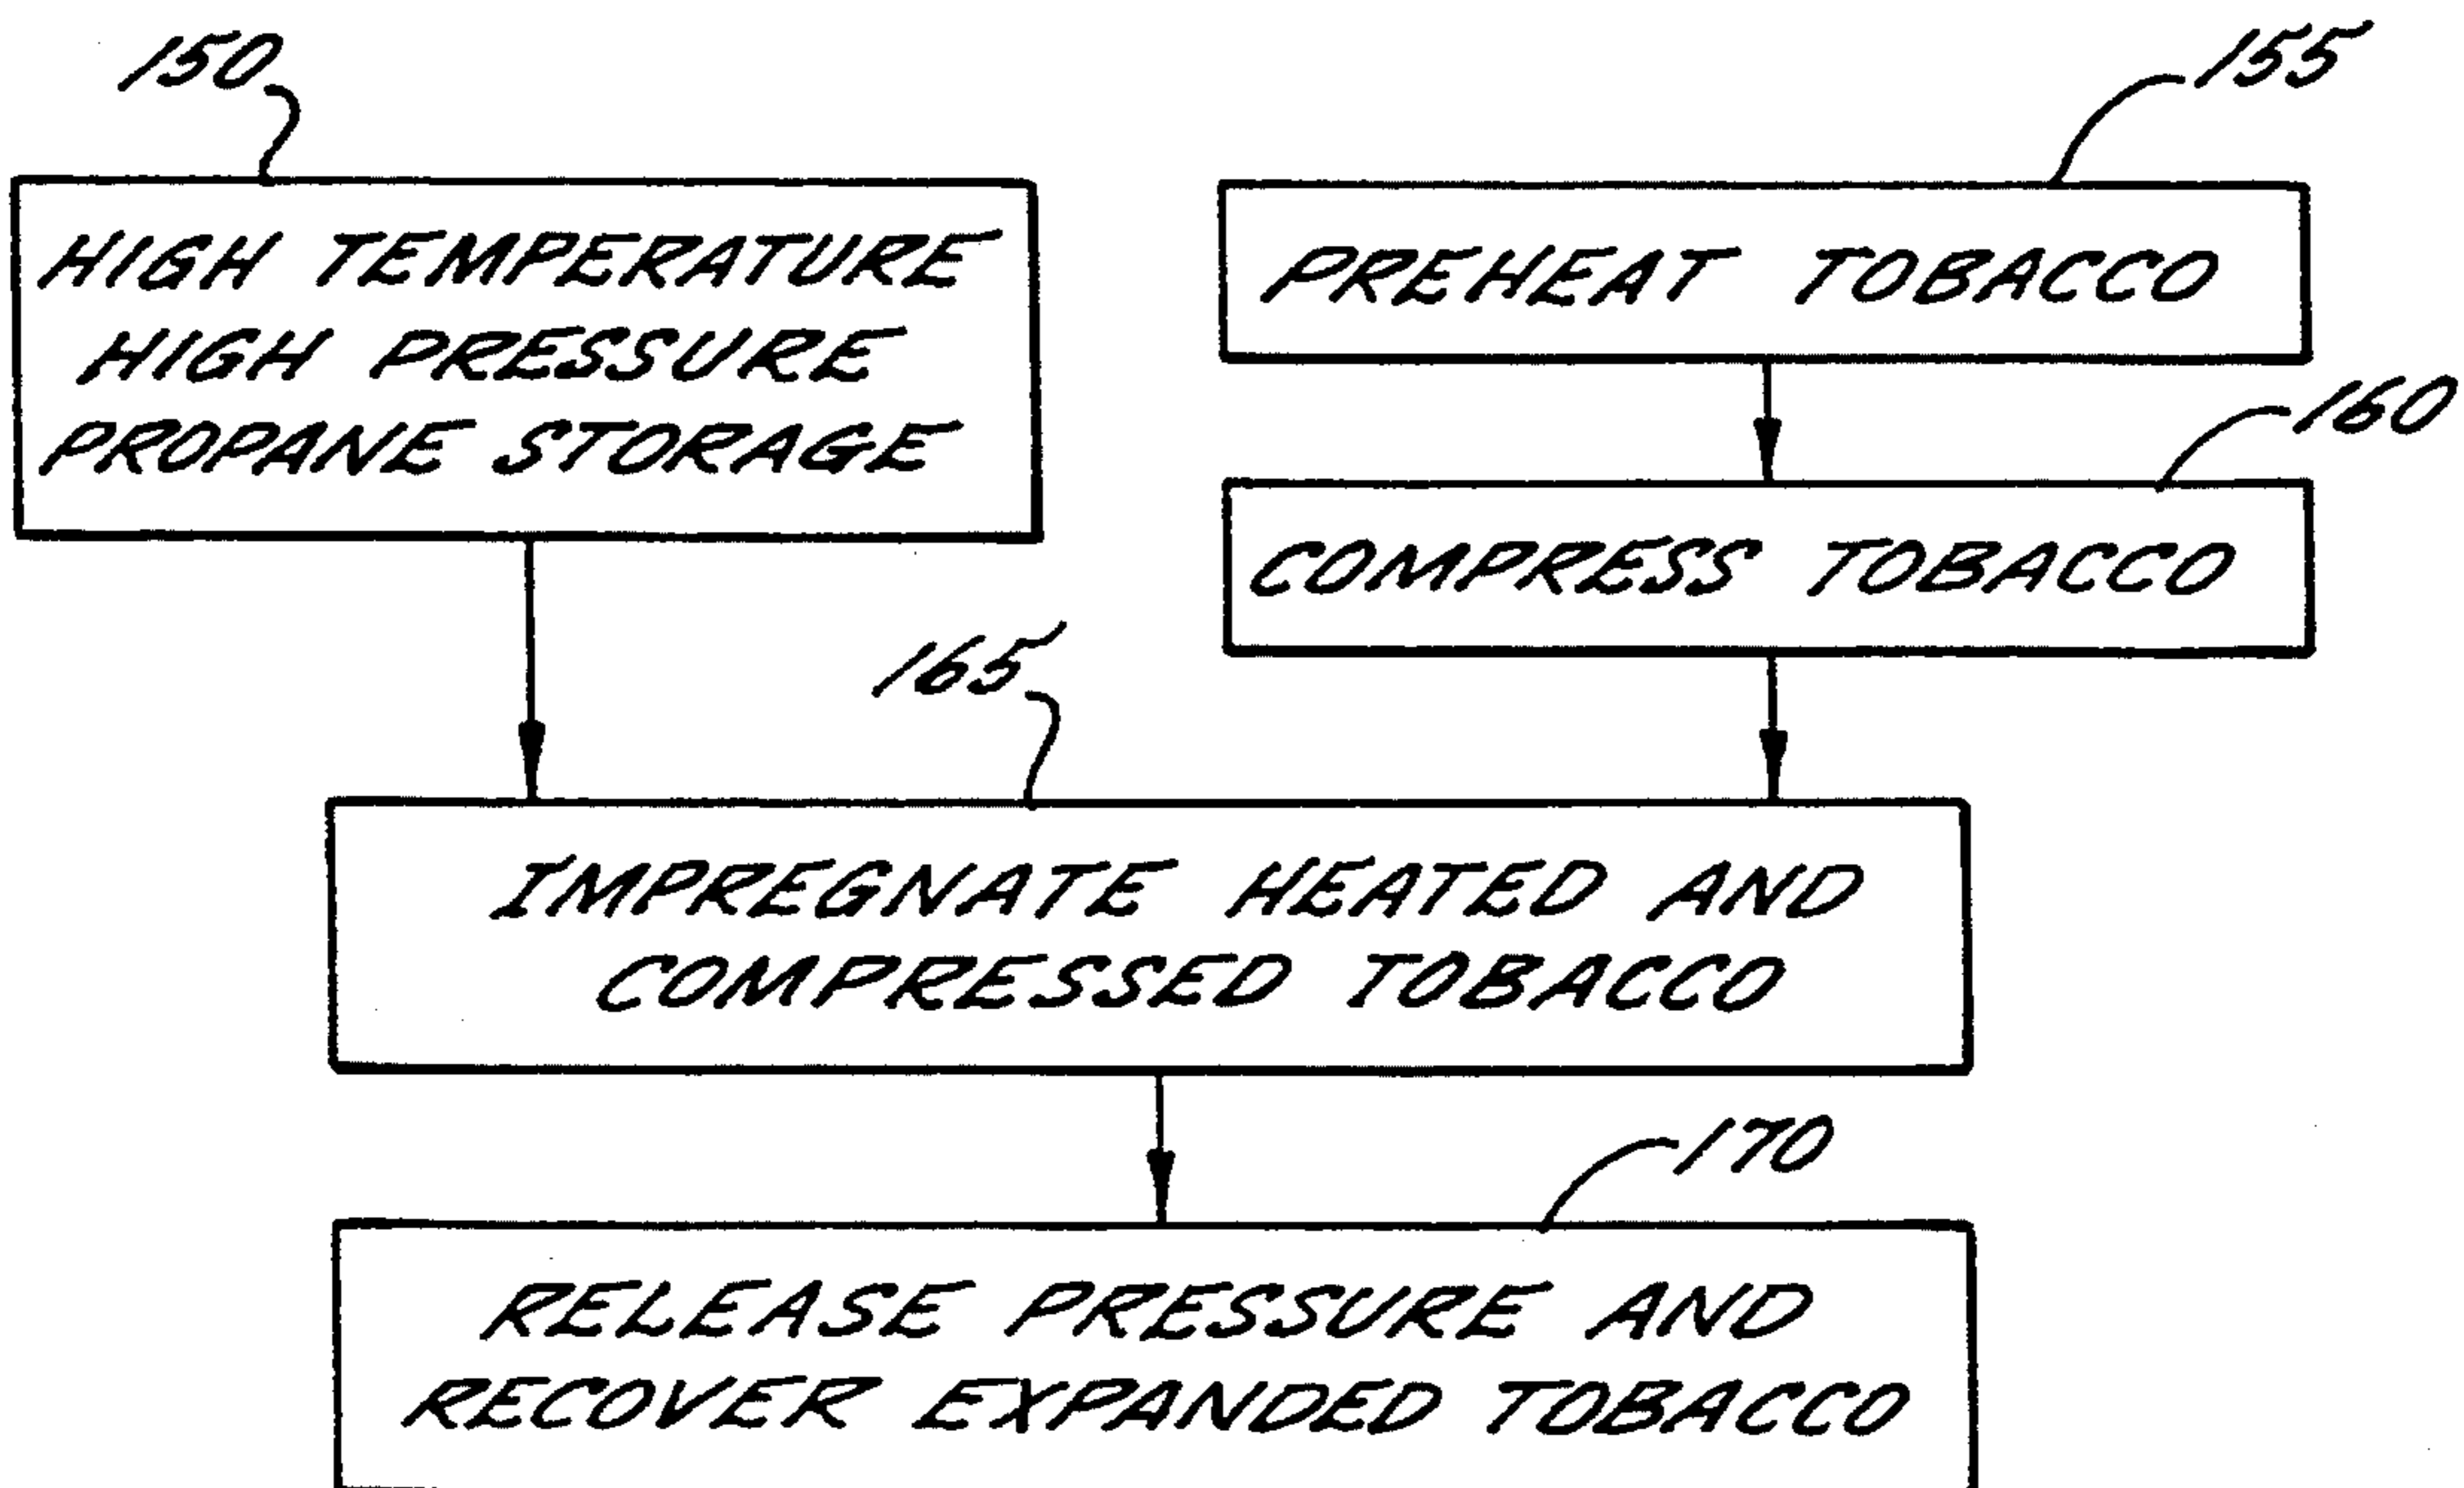 150
HIGH TEMPERATURE
HIGH PRESSURE
PROPANE STORAGE
155
PREHEAT TOBACCO
160
COMPRESS TOBACCO
165
IMPREGNATE HEATED AND
COMPRESSED TOBACCO
170
RELEASE PRESSURE AND
RECOVER EXPANDED TOBACCO